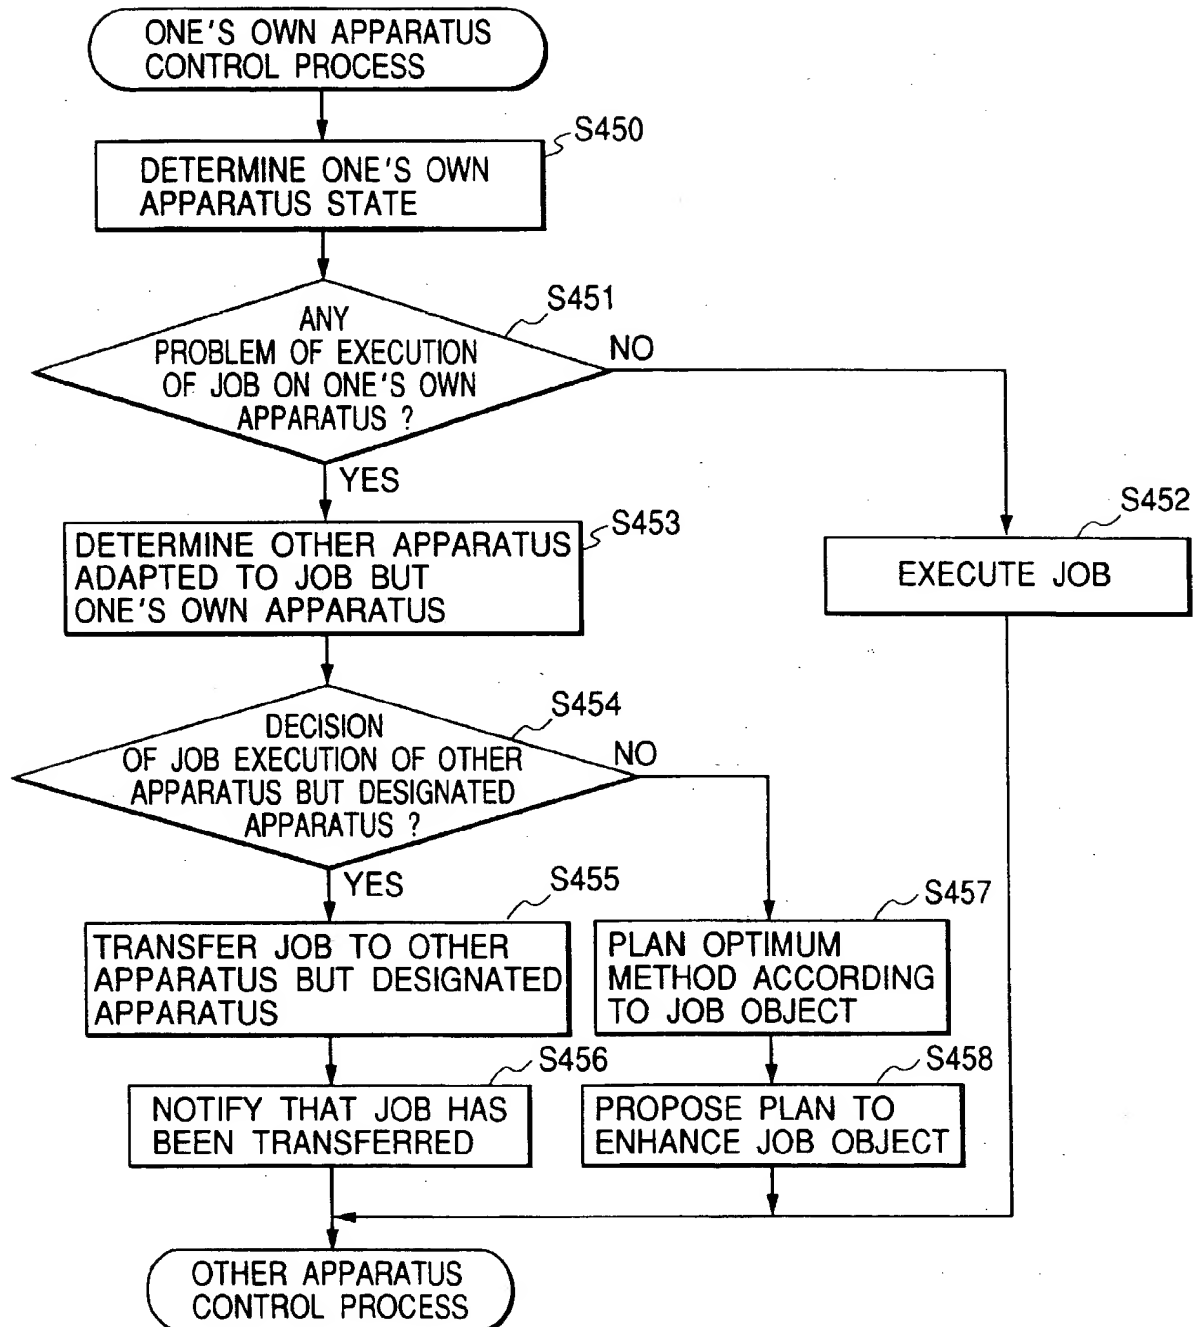 ONE'S OWN APPARATUS
CONTROL PROCESS
S450
DETERMINE ONE'S OWN
APPARATUS STATE
S451
ANY
PROBLEM OF EXECUTION
OF JOB ON ONE'S OWN
APPARATUS ?
NO
YES
S452
EXECUTE JOB
S453
DETERMINE OTHER APPARATUS
ADAPTED TO JOB BUT
ONE'S OWN APPARATUS
S454
DECISION
OF JOB EXECUTION OF OTHER
APPARATUS BUT DESIGNATED
APPARATUS ?
NO
YES
S455
TRANSFER JOB TO OTHER
APPARATUS BUT DESIGNATED
APPARATUS
S457
PLAN OPTIMUM
METHOD ACCORDING
TO JOB OBJECT
S456
NOTIFY THAT JOB HAS
BEEN TRANSFERRED
S458
PROPOSE PLAN TO
ENHANCE JOB OBJECT
OTHER APPARATUS
CONTROL PROCESS